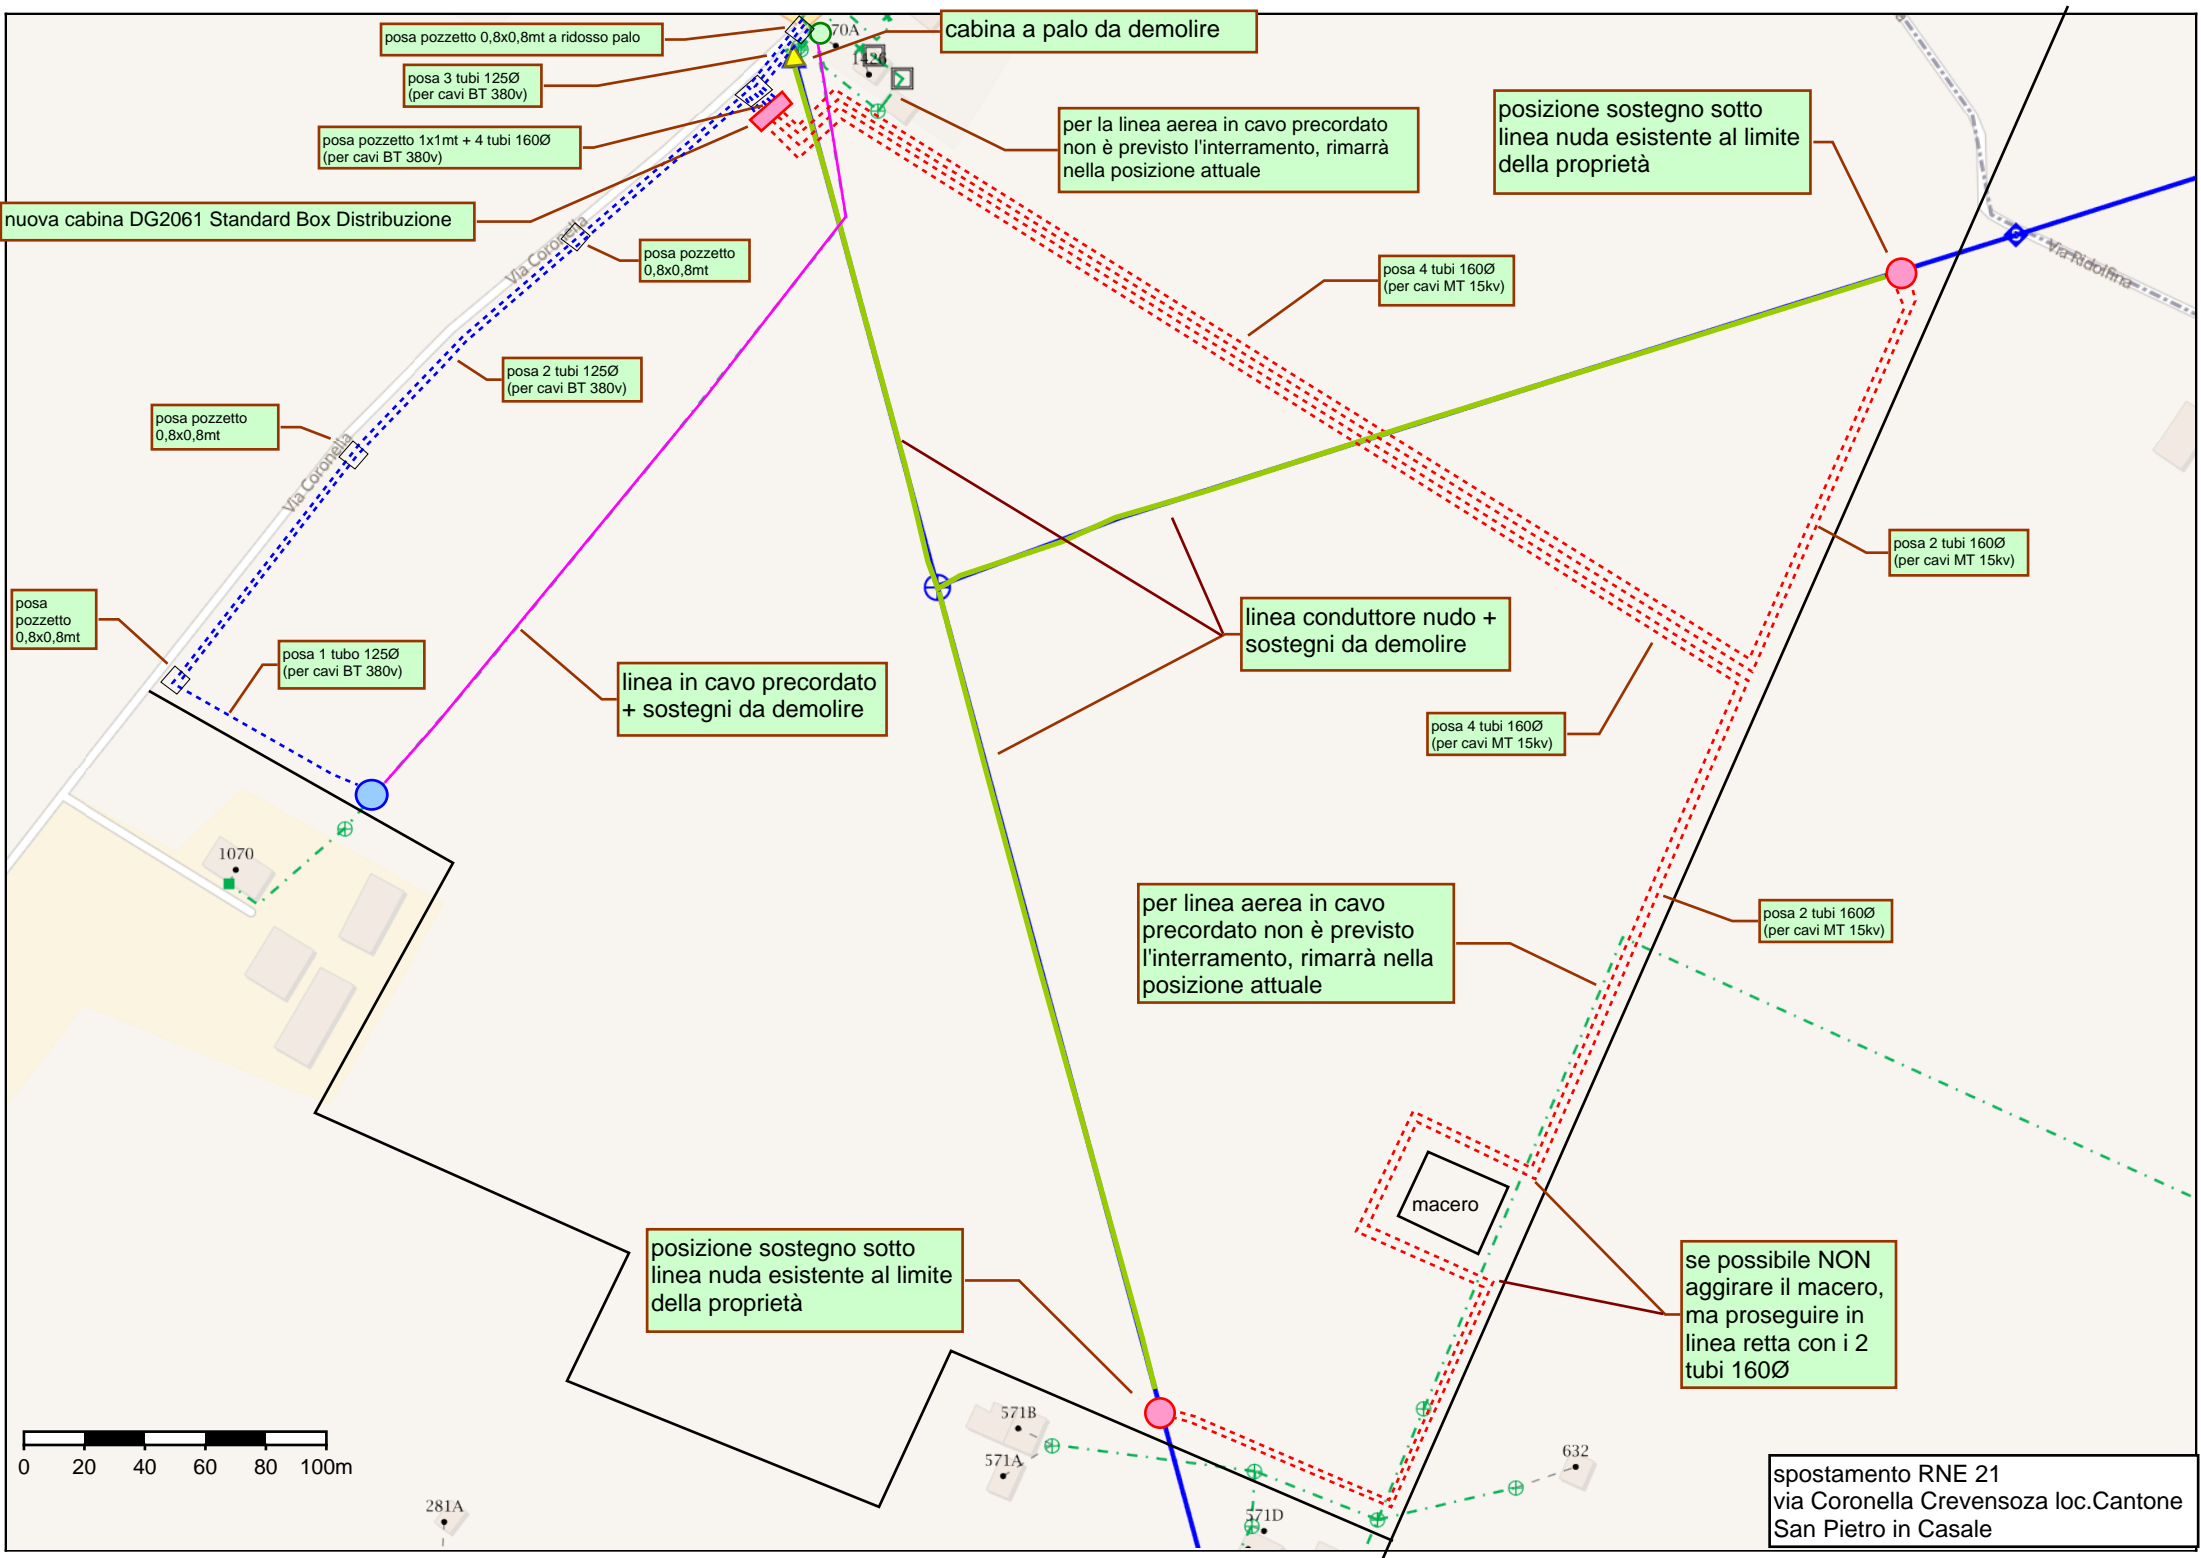 posa pozzetto 0,8x0,8mt a ridosso palo
cabina a palo da demolire
70A
1426
posa 3 tubi 125Ø
(per cavi BT 380v)
posa pozzetto 1x1mt + 4 tubi 160Ø
(per cavi BT 380v)
per la linea aerea in cavo precordato
non è previsto l'interramento, rimarrà
nella posizione attuale
posizione sostegno sotto
linea nuda esistente al limite
della proprietà
nuova cabina DG2061 Standard Box Distribuzione
Via Coronella
posa pozzetto
0,8x0,8mt
posa 4 tubi 160Ø
(per cavi MT 15kv)
Via Ridolfina
posa 2 tubi 125Ø
(per cavi BT 380v)
posa pozzetto
0,8x0,8mt
Via Coronella
posa 2 tubi 160Ø
(per cavi MT 15kv)
posa
pozzetto
0,8x0,8mt
posa 1 tubo 125Ø
(per cavi BT 380v)
linea in cavo precordato
+ sostegni da demolire
linea conduttore nudo +
sostegni da demolire
posa 4 tubi 160Ø
(per cavi MT 15kv)
1070
per linea aerea in cavo
precordato non è previsto
l'interramento, rimarrà nella
posizione attuale
posa 2 tubi 160Ø
(per cavi MT 15kv)
macero
posizione sostegno sotto
linea nuda esistente al limite
della proprietà
se possibile NON
aggirare il macero,
ma proseguire in
linea retta con i 2
tubi 160Ø
571B
571A
632
571D
281A
0 20 40 60 80 100m
spostamento RNE 21
via Coronella Crevensoza loc.Cantone
San Pietro in Casale